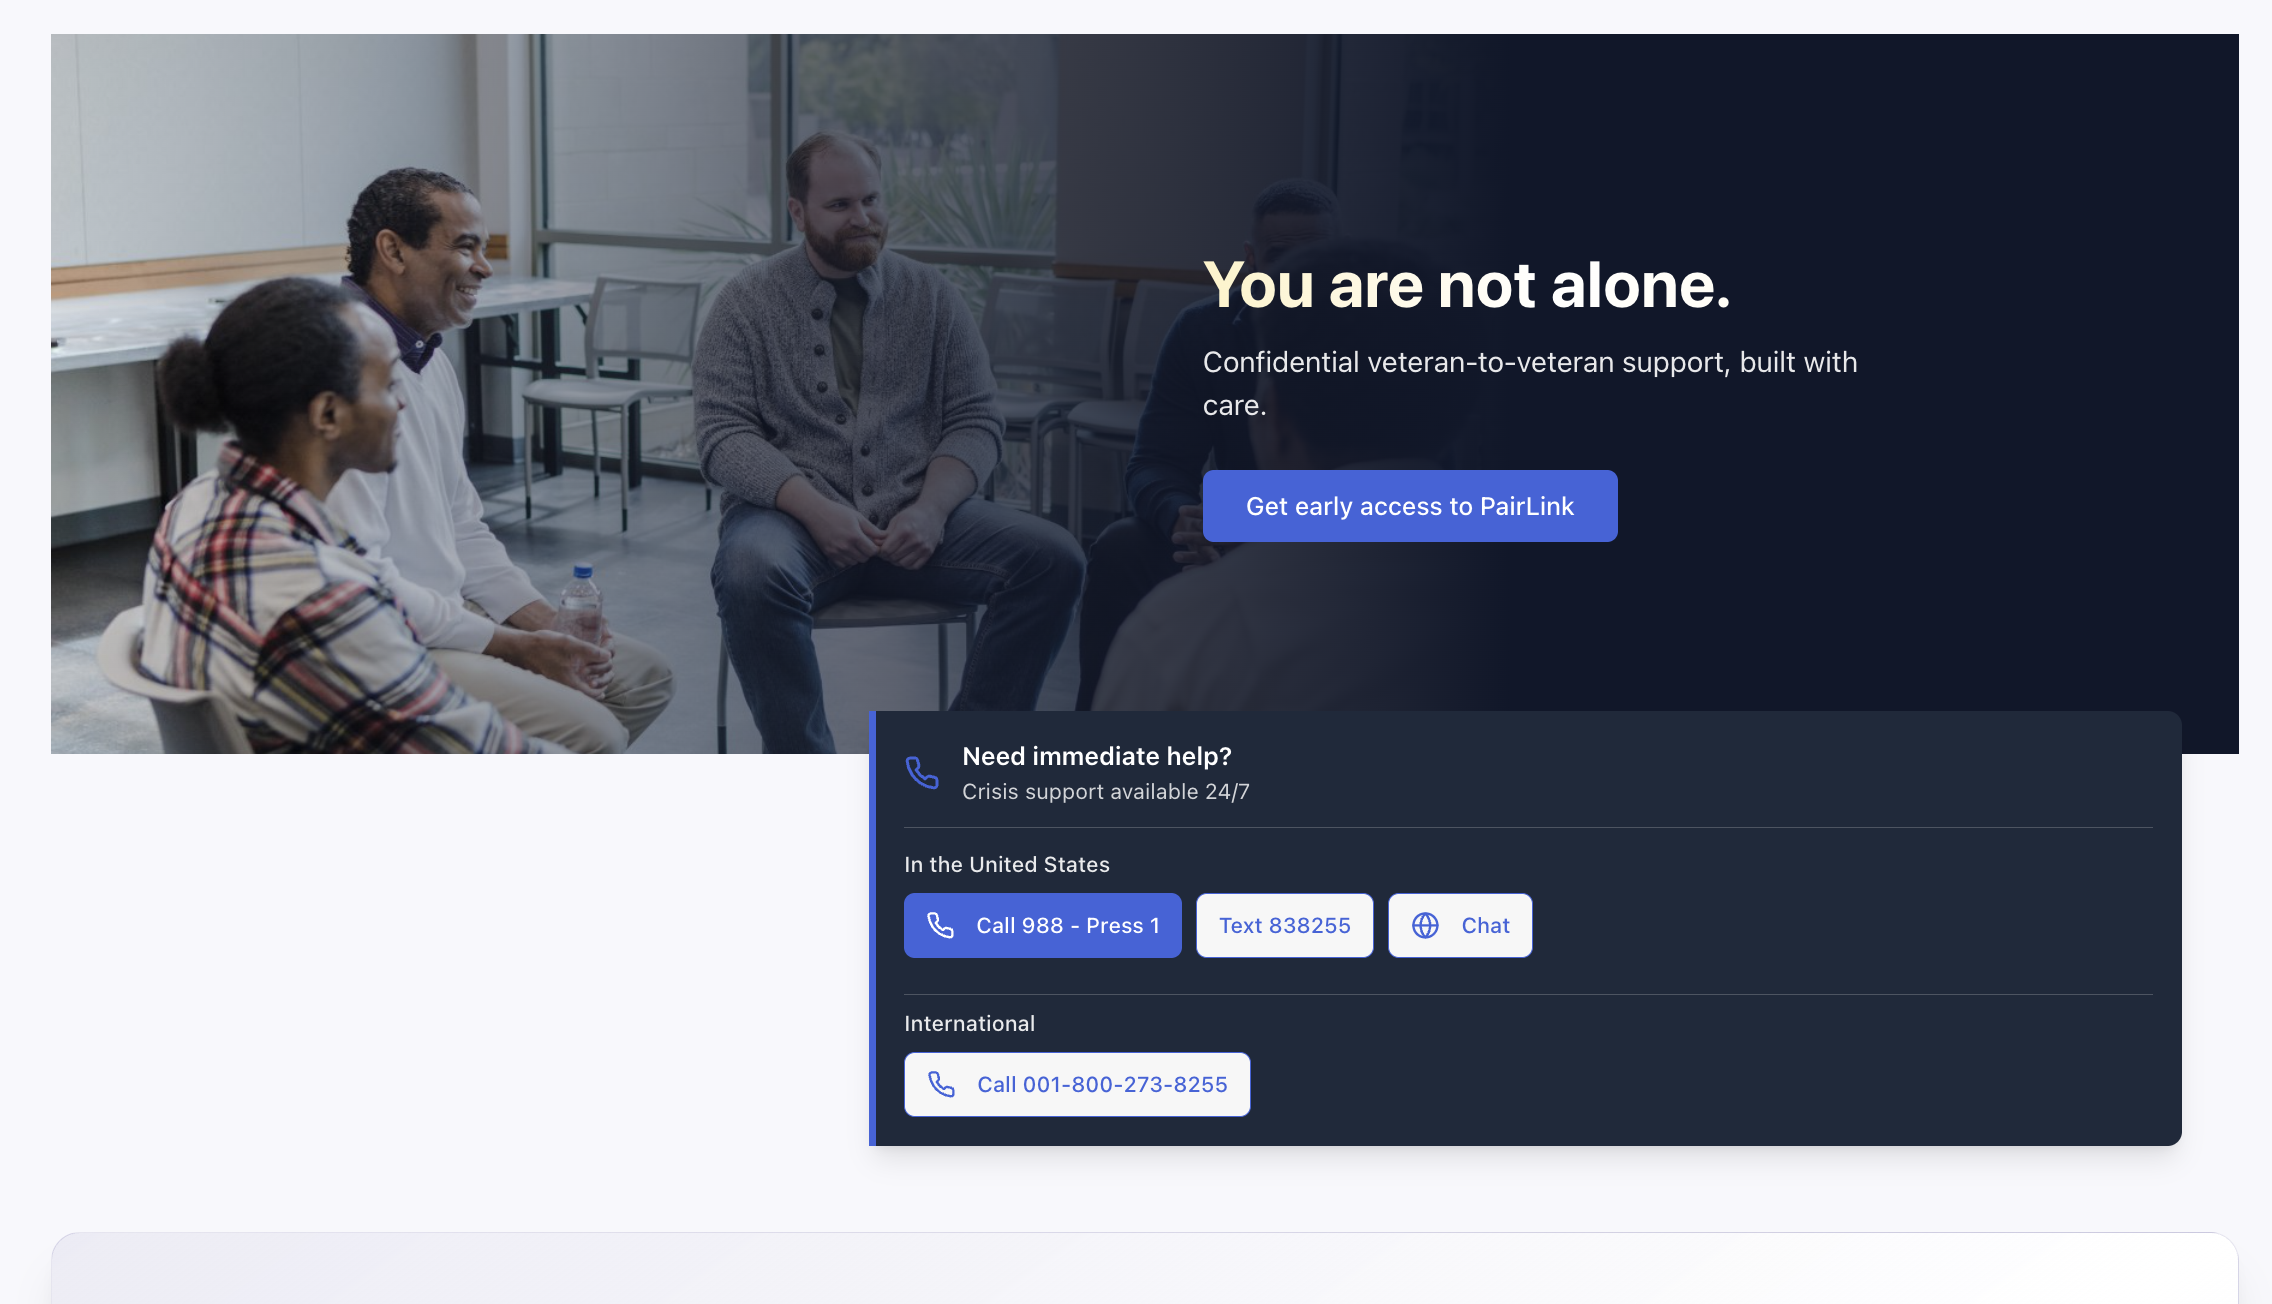 You are not alone.
Confidential veteran-to-veteran support, built with
care.
Get early access to PairLink
Need immediate help?
Crisis support available 24/7
In the United States
Call 988 - Press 1
Text 838255
Chat
International
Call 001-800-273-8255